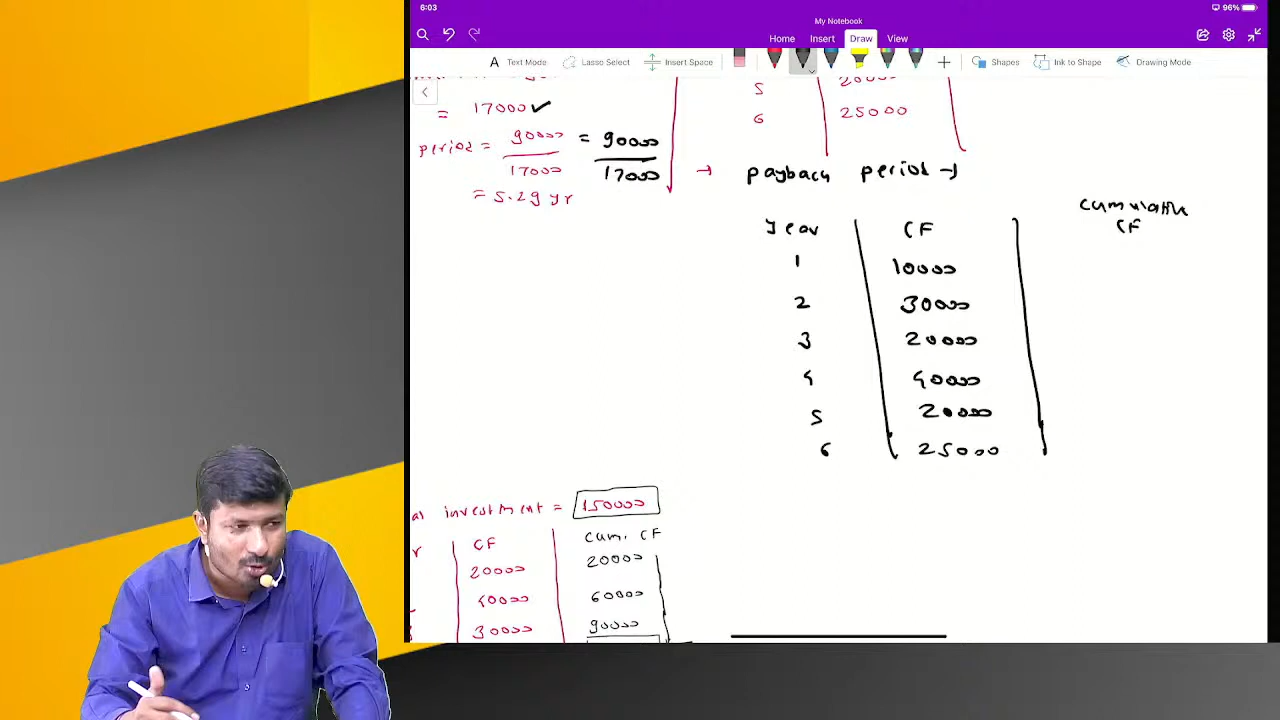 6:03
96%
My Notebook
Home Insert Draw View
Text Mode Lasso Select Insert Space Shapes Ink to Shape Drawing Mode
= 17000 ✓
period = 90000 / 17000 = 90000 / 17000
= 5.29 yr
5 20000
6 25000
→ payback period →
Year CF cumulative CF
1 10000
2 30000
3 20000
4 40000
5 20000
6 25000
investment = 150000
CF cum. CF
20000 20000
40000 60000
30000 90000